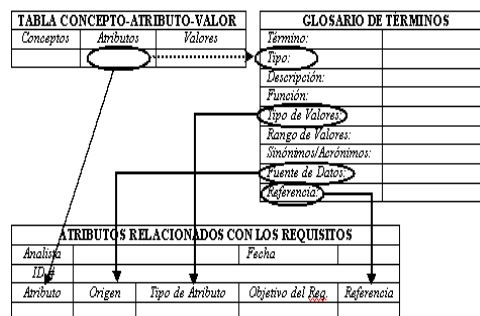 TABLA CONCEPTO-ATRIBUTO-VALOR
Conceptos Atributos Valores
GLOSARIO DE TÉRMINOS
Término:
Tipo:
Descripción:
Función:
Tipo de Valores:
Rango de Valores:
Sinónimos/Acrónimos:
Fuente de Datos:
Referencia:
ATRIBUTOS RELACIONADOS CON LOS REQUISITOS
Analista Fecha
ID #
Atributo Origen Tipo de Atributo Objetivo del Req. Referencia